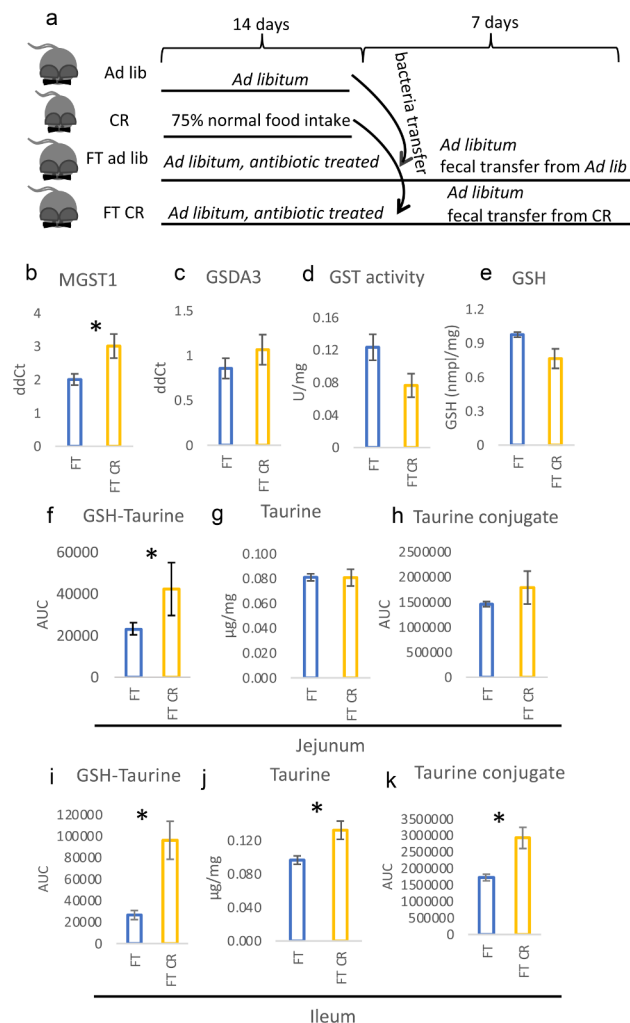 a
14 days
7 days
Ad lib
Ad libitum
CR
75% normal food intake
bacteria transfer
FT ad lib
Ad libitum, antibiotic treated
Ad libitum
fecal transfer from Ad lib
FT CR
Ad libitum, antibiotic treated
Ad libitum
fecal transfer from CR
b
MGST1
ddCt
4
3
2
1
0
*
FT
FT CR
c
GSDA3
ddCt
1.5
1
0.5
0
FT
FT CR
d
GST activity
U/mg
0.16
0.12
0.08
0.04
0
FT
FT CR
e
GSH
GSH (nmpl/mg)
1.2
0.9
0.6
0.3
0
FT
FT CR
f
GSH-Taurine
AUC
60000
40000
20000
0
*
FT
FT CR
g
Taurine
µg/mg
0.100
0.080
0.060
0.040
0.020
0.000
FT
FT CR
h
Taurine conjugate
AUC
2500000
2000000
1500000
1000000
500000
0
FT
FT CR
Jejunum
i
GSH-Taurine
AUC
120000
100000
80000
60000
40000
20000
0
*
FT
FT CR
j
Taurine
µg/mg
0.120
0.080
0.040
0.000
*
FT
FT CR
k
Taurine conjugate
AUC
3500000
3000000
2500000
2000000
1500000
1000000
500000
0
*
FT
FT CR
Ileum